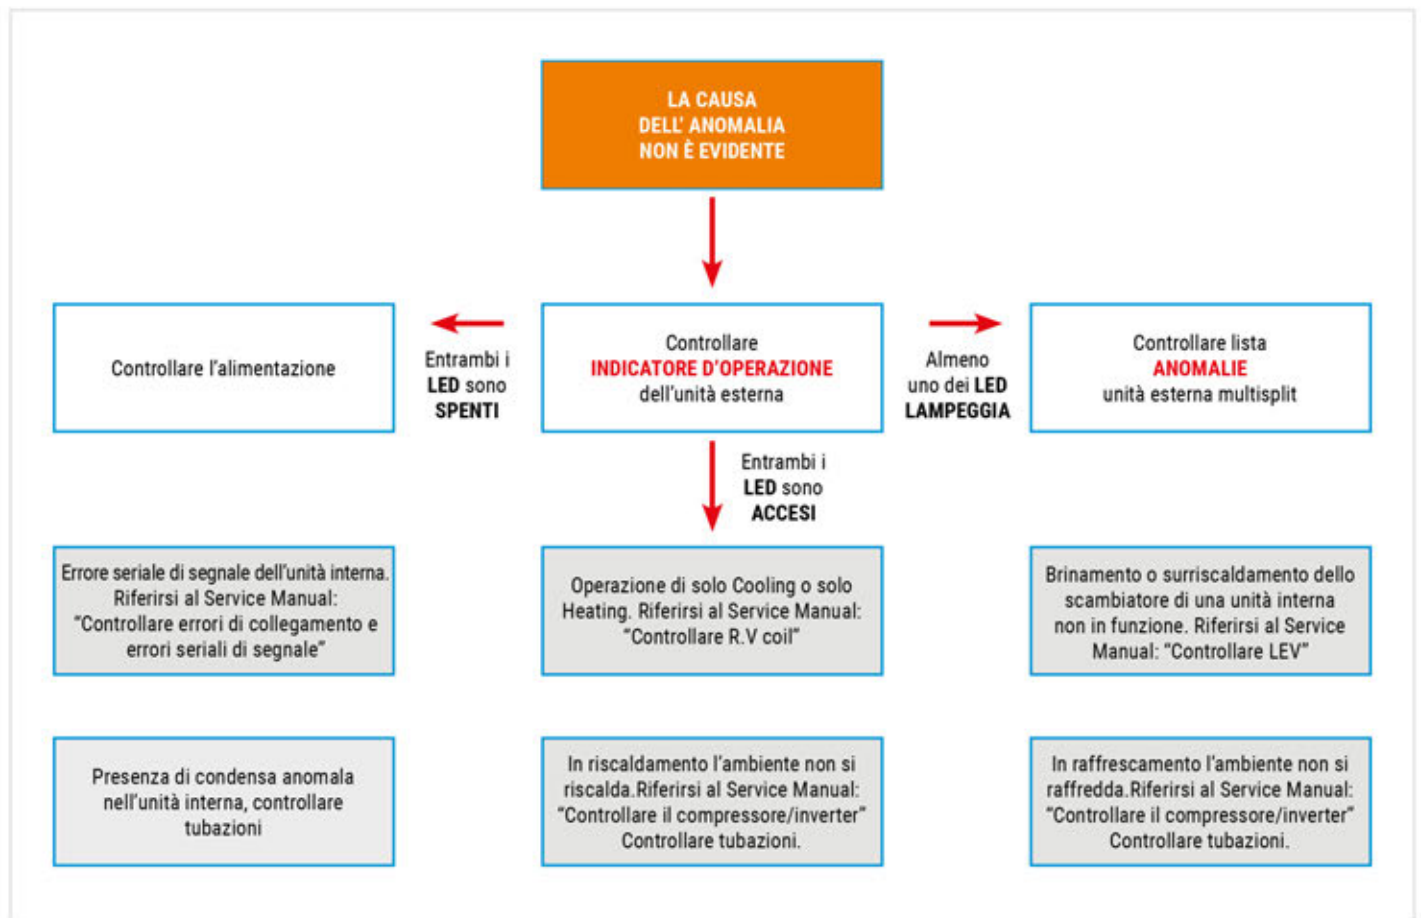 LA CAUSA
DELL' ANOMALIA
NON È EVIDENTE
Controllare l'alimentazione
Entrambi i
LED sono
SPENTI
Controllare
INDICATORE D'OPERAZIONE
dell'unità esterna
Almeno
uno dei LED
LAMPEGGIA
Controllare lista
ANOMALIE
unità esterna multisplit
Entrambi i
LED sono
ACCESI
Errore seriale di segnale dell'unità interna.
Riferirsi al Service Manual:
“Controllare errori di collegamento e
errori seriali di segnale”
Operazione di solo Cooling o solo
Heating. Riferirsi al Service Manual:
“Controllare R.V coil”
Brinamento o surriscaldamento dello
scambiatore di una unità interna
non in funzione. Riferirsi al Service
Manual: “Controllare LEV”
Presenza di condensa anomala
nell'unità interna, controllare
tubazioni
In riscaldamento l'ambiente non si
riscalda.Riferirsi al Service Manual:
“Controllare il compressore/inverter”
Controllare tubazioni.
In raffrescamento l'ambiente non si
raffredda.Riferirsi al Service Manual:
“Controllare il compressore/inverter”
Controllare tubazioni.